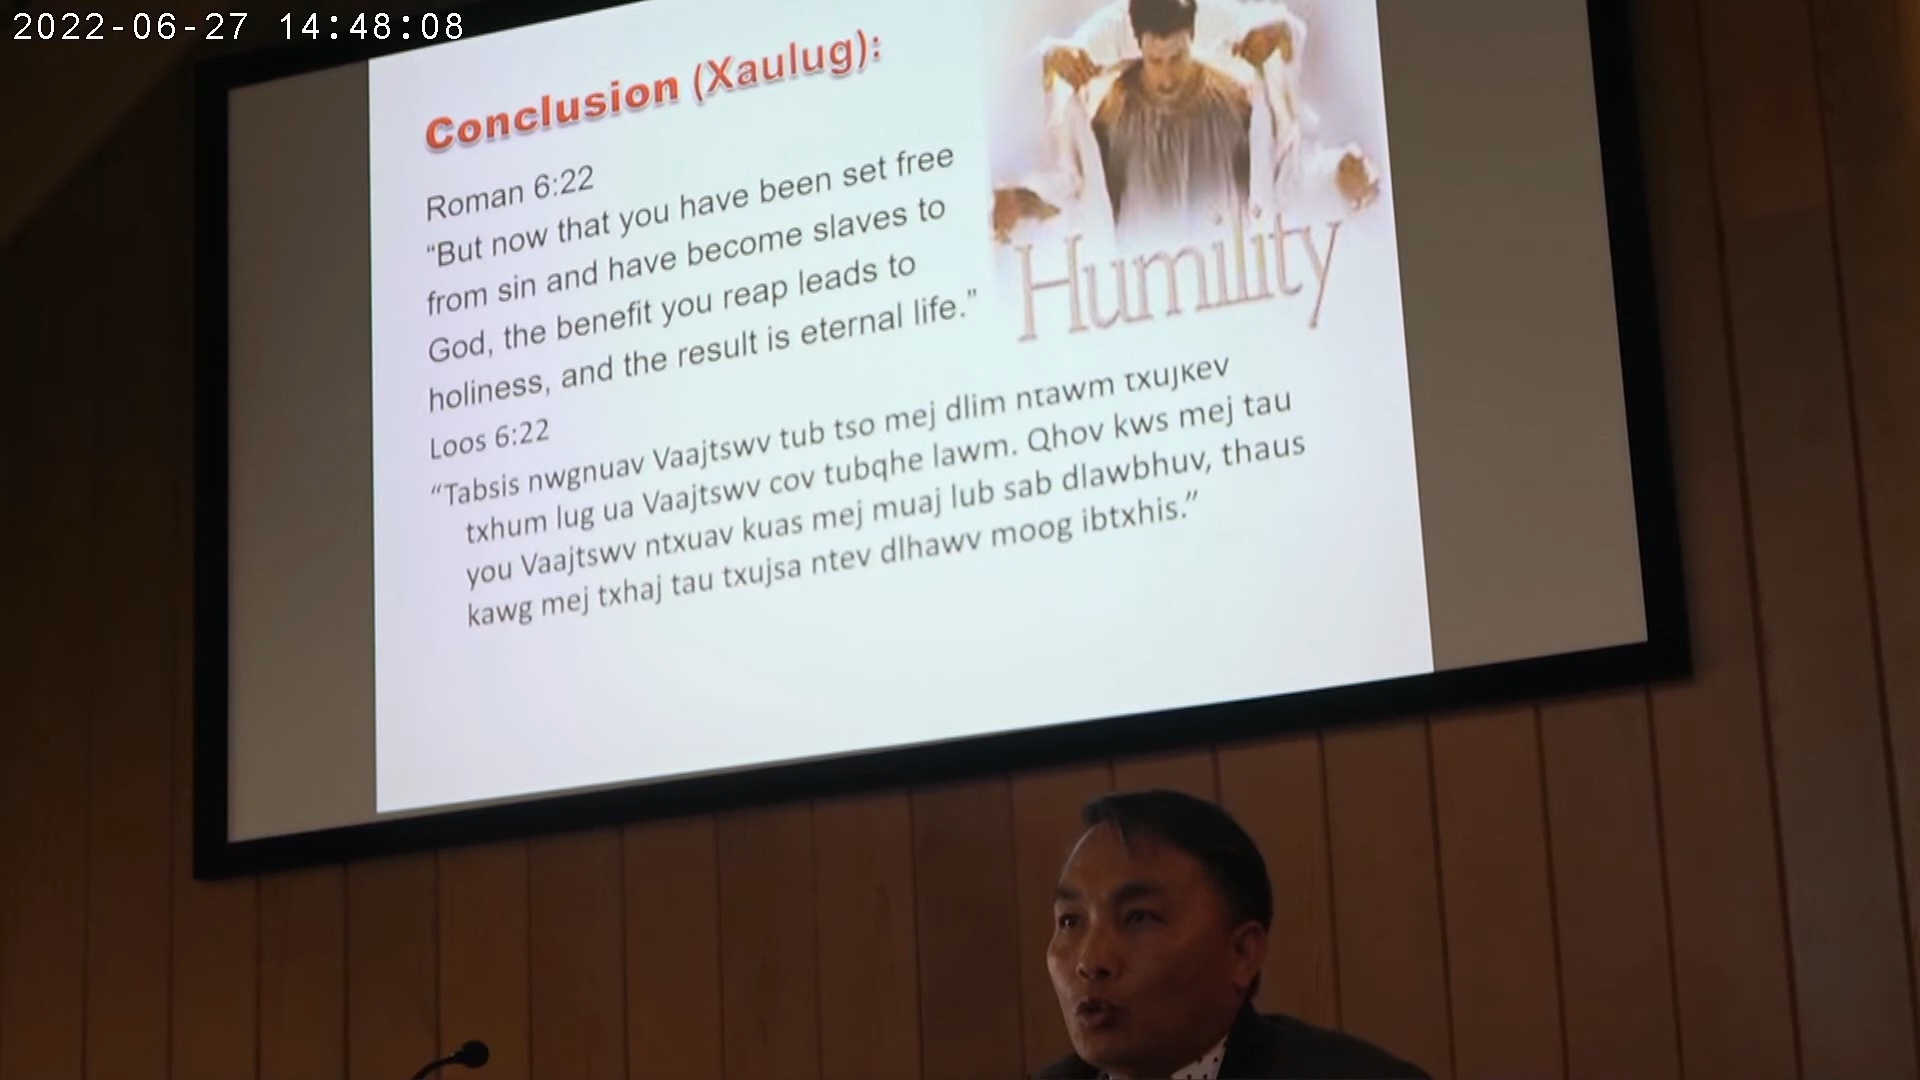 2022-06-27 14:48:08
Conclusion (Xaulug):
Roman 6:22
“But now that you have been set free
from sin and have become slaves to
God, the benefit you reap leads to
holiness, and the result is eternal life.”
Humility
Loos 6:22
“Tabsis nwgnuav Vaajtswv tub tso mej dlim ntawm txujkev
txhum lug ua Vaajtswv cov tubqhe lawm. Qhov kws mej tau
you Vaajtswv ntxuav kuas mej muaj lub sab dlawbhuv, thaus
kawg mej txhaj tau txujsa ntev dlhawv moog ibtxhis.”